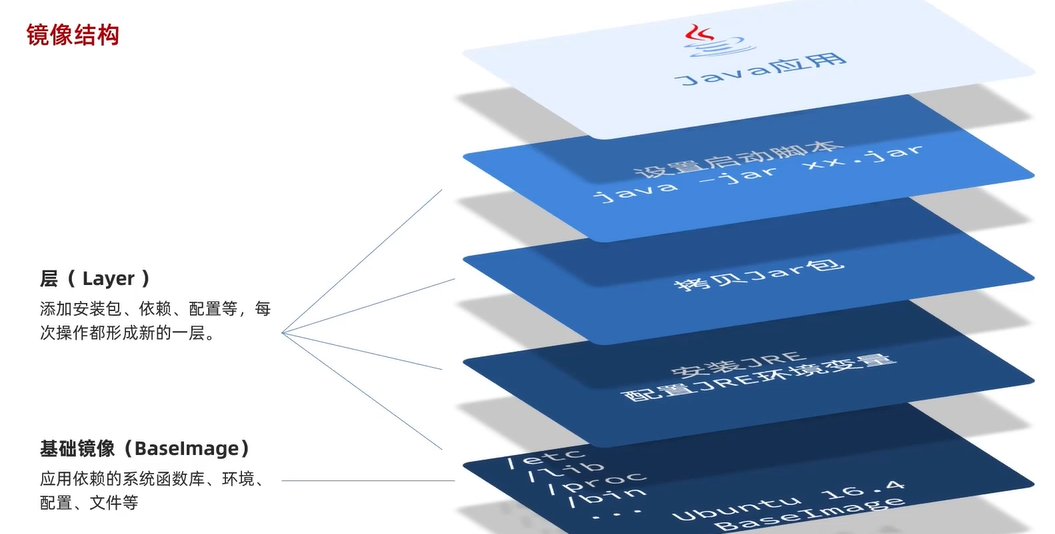 镜像结构
Java应用
设置启动脚本
java -jar xx.jar
拷贝Jar包
安装JRE
配置JRE环境变量
/etc
/lib
/proc
/bin
...
Ubuntu 16.4
BaseImage
层（ Layer ）
添加安装包、依赖、配置等，每
次操作都形成新的一层。
基础镜像（BaseImage）
应用依赖的系统函数库、环境、
配置、文件等